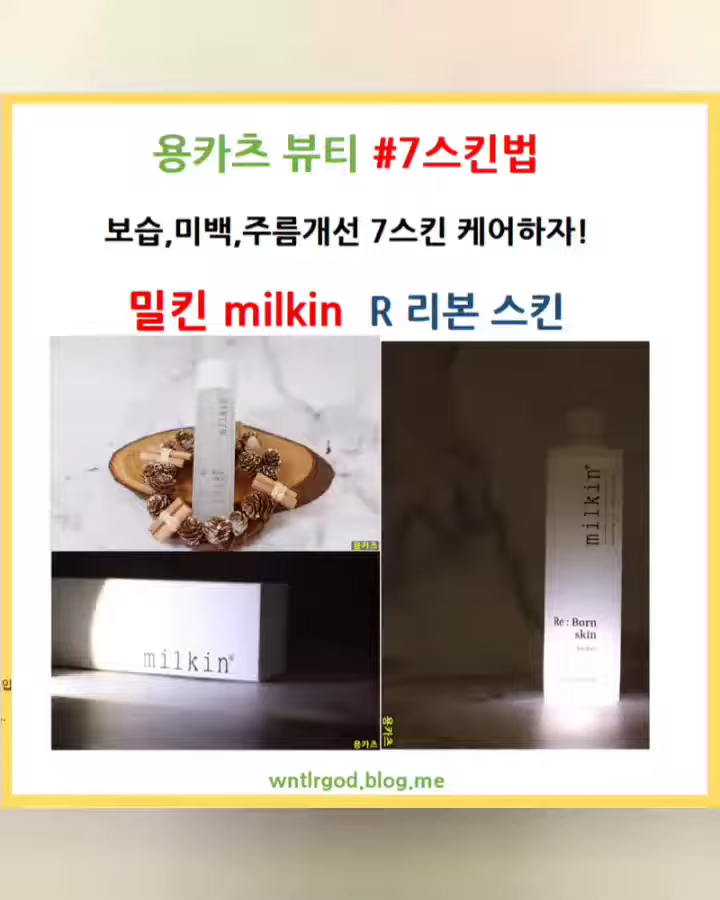 용카츠 뷰티 #7스킨법
보습,미백,주름개선 7스킨 케어하자!
밀킨 milkin R 리본 스킨
milkin
용카츠
milkin
Re : Born
skin
milkin
용카츠
용카츠
입
wntlrgod.blog.me